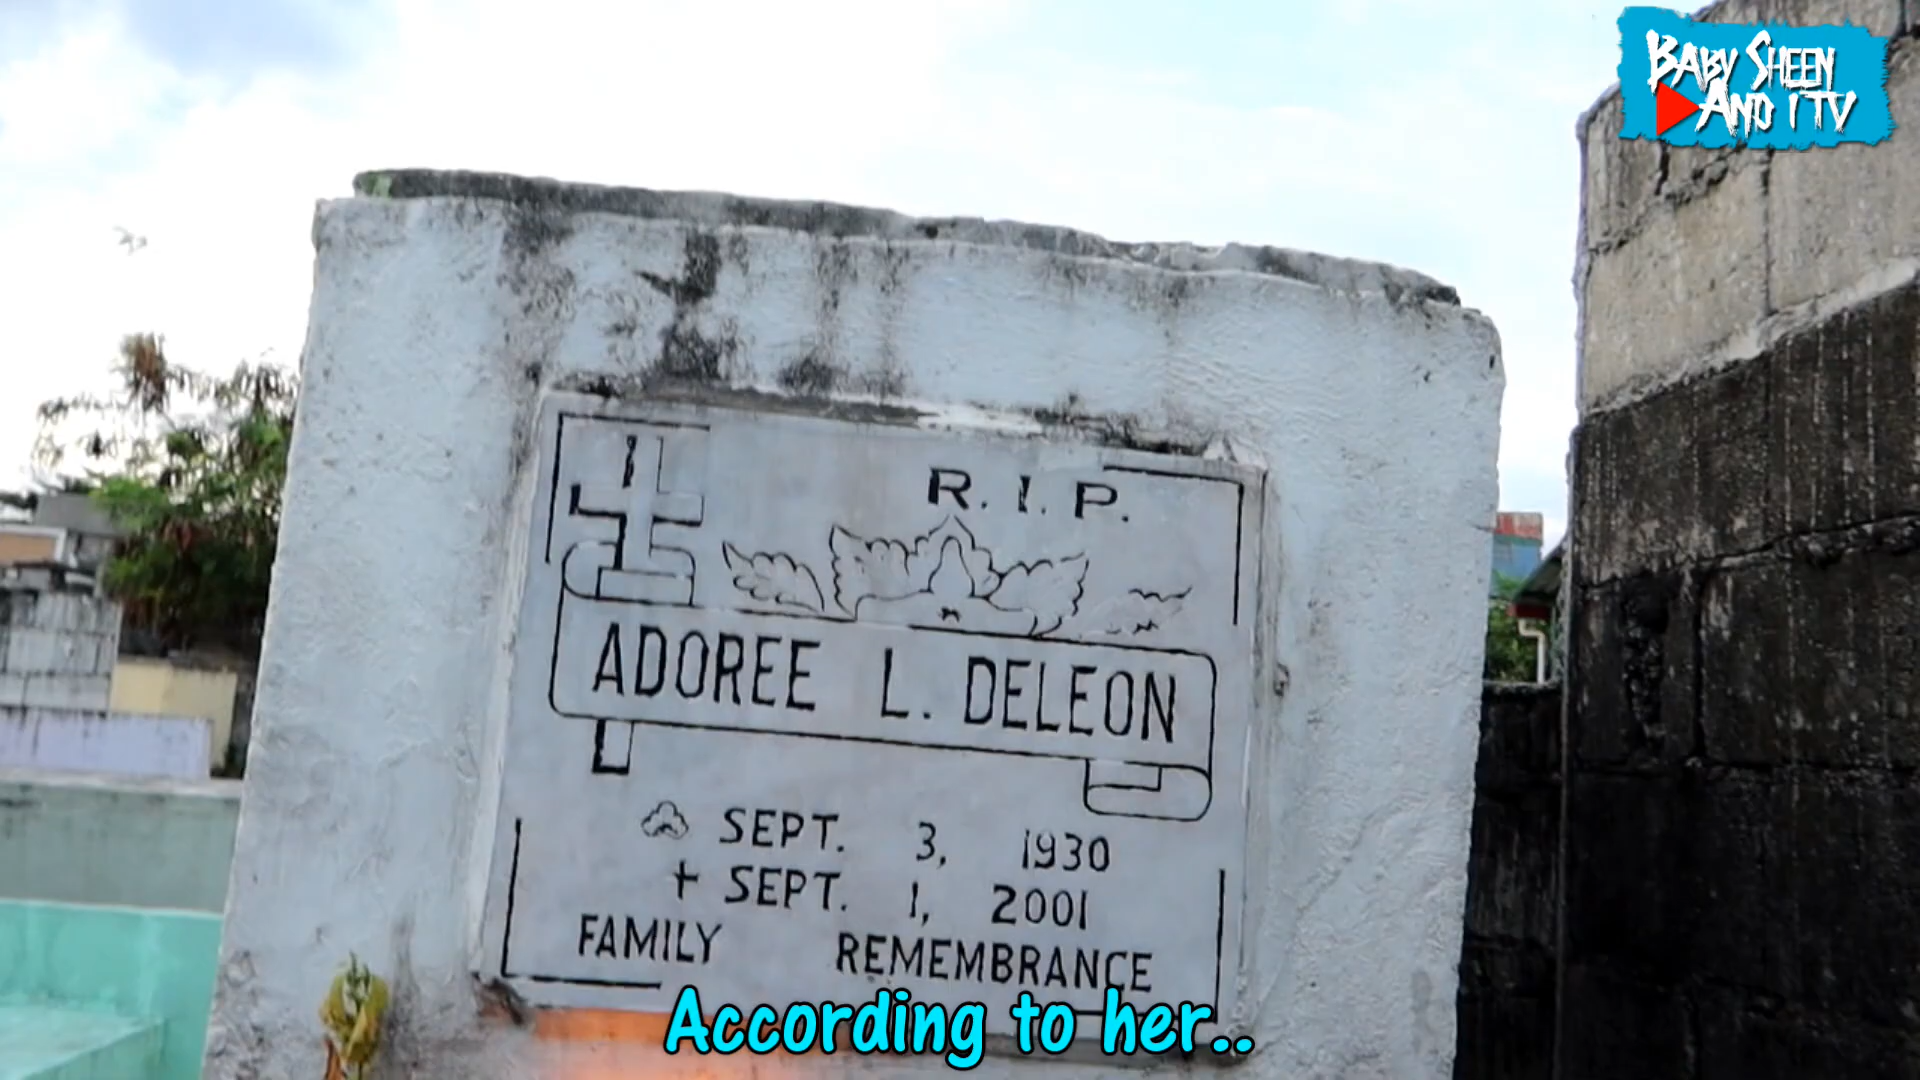 BABY SHEEN
AND I TV
R. I. P.
ADOREE L. DELEON
SEPT. 3, 1930
+ SEPT. 1, 2001
FAMILY REMEMBRANCE
According to her..